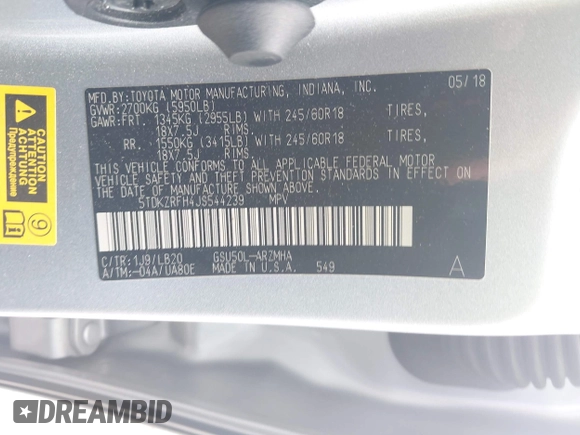 MFD.BY:TOYOTA MOTOR MANUFACTURING, INDIANA, INC. 05/18
GVWR:2700KG (5950LB)
GAWR:FRT. 1345KG (2955LB) WITH 245/60R18 TIRES,
18X7.5J RIMS.
RR. 1550KG (3415LB) WITH 245/60R18 TIRES,
18X7.5J RIMS.
THIS VEHICLE CONFORMS TO ALL APPLICABLE FEDERAL MOTOR
VEHICLE SAFETY AND THEFT PREVENTION STANDARDS IN EFFECT
ON THE DATE OF MANUFACTURE SHOWN ABOVE.
5TDKZRFH4JS544239 MPV
C/TR:1J9/LB20 GSU50L-ARZMHA
A/TM:-04A/UA80E MADE IN U.S.A. 549 A
CAUTION
ATTENTION
Предупреждение
9
DREAMBID